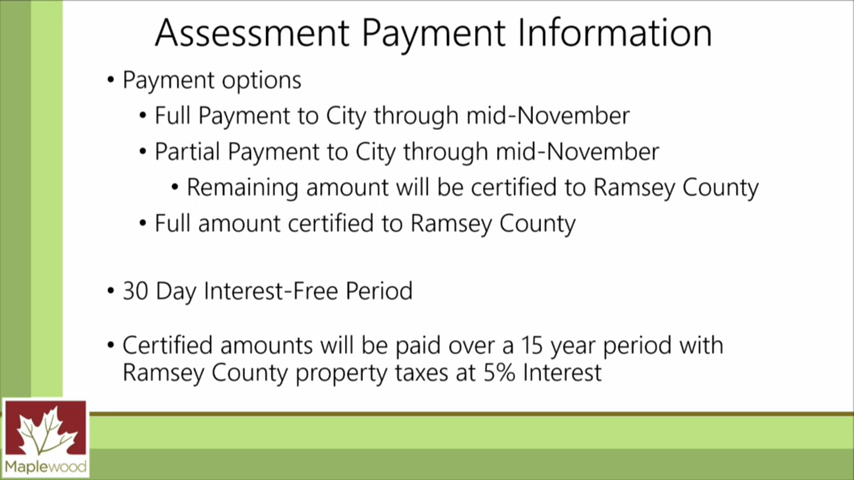 Assessment Payment Information
• Payment options
• Full Payment to City through mid-November
• Partial Payment to City through mid-November
• Remaining amount will be certified to Ramsey County
• Full amount certified to Ramsey County
• 30 Day Interest-Free Period
• Certified amounts will be paid over a 15 year period with
Ramsey County property taxes at 5% Interest
Maplewood